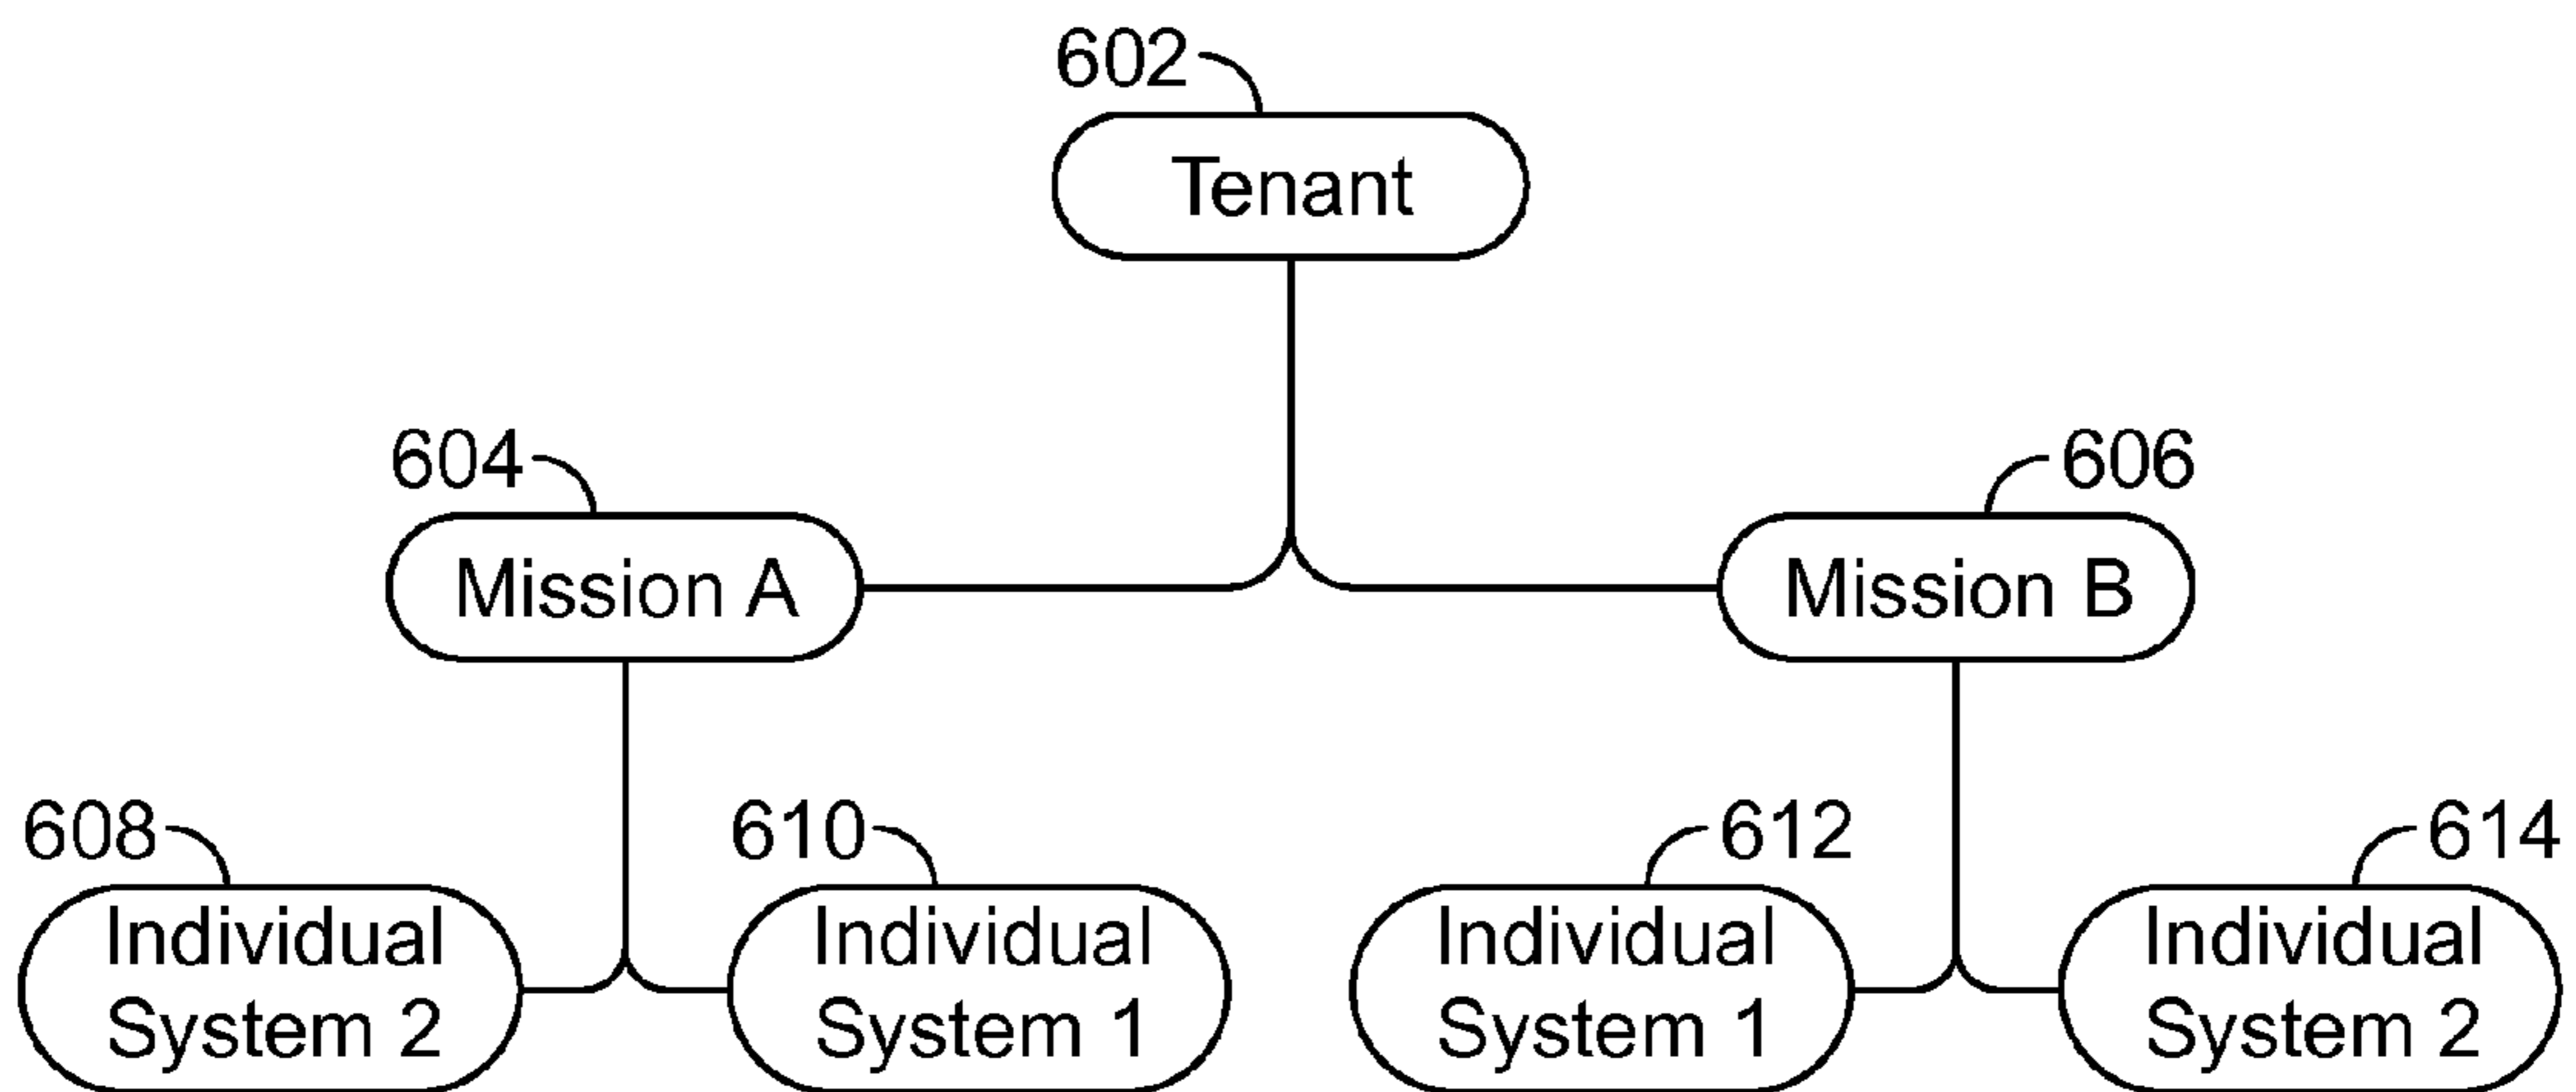 602
Tenant
604
606
Mission A
Mission B
608
610
612
614
Individual
System 2
Individual
System 1
Individual
System 1
Individual
System 2